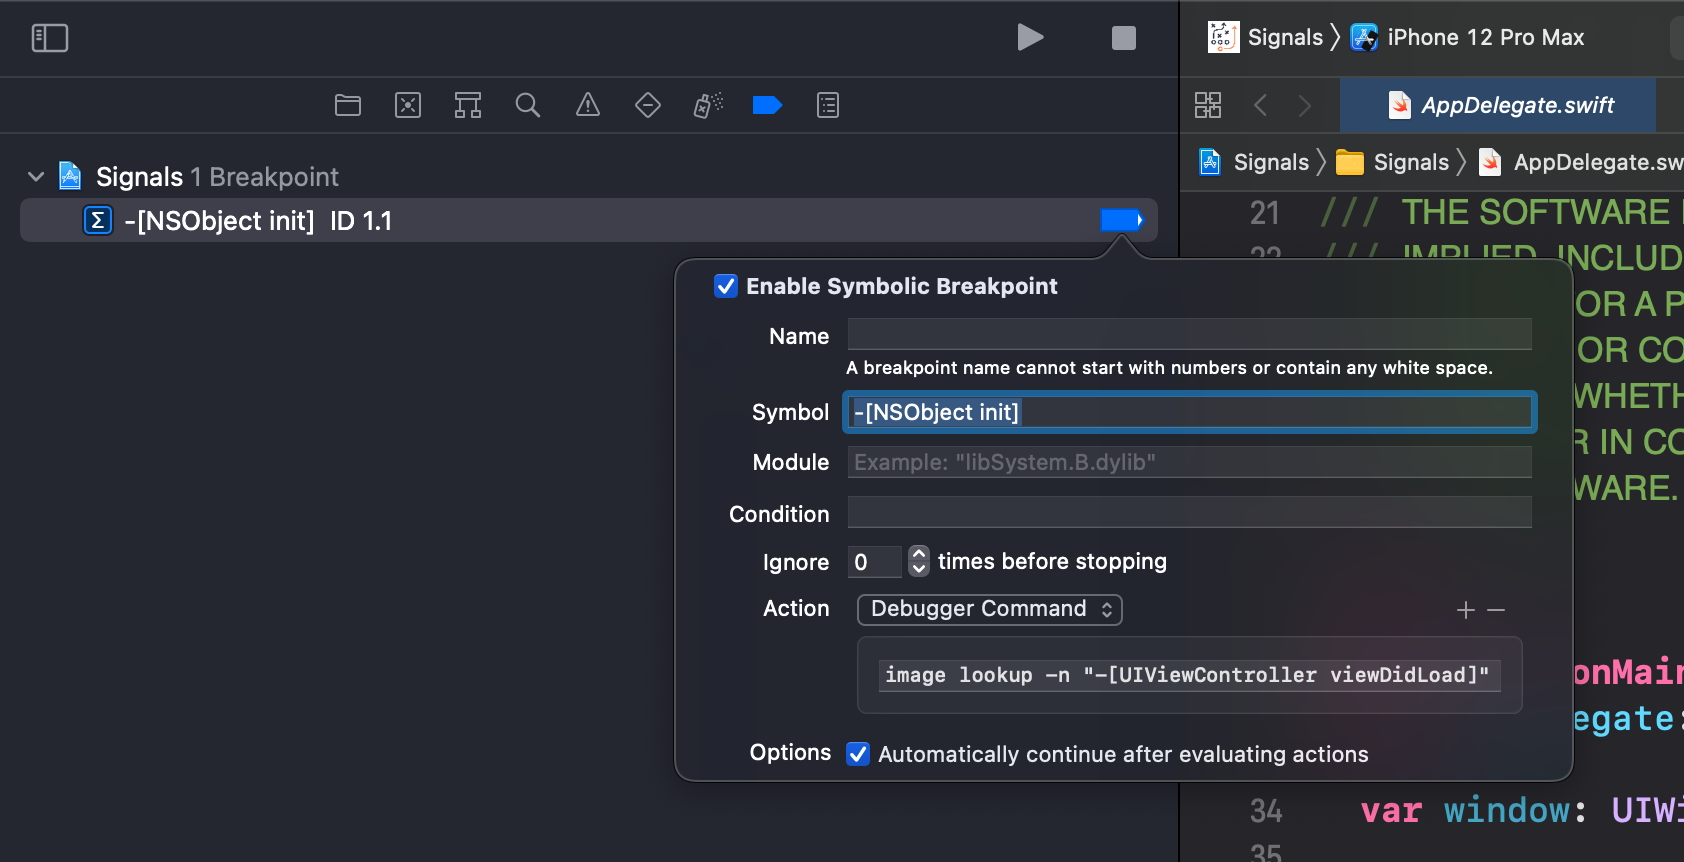 Signals 〉 iPhone 12 Pro Max
AppDelegate.swift
Signals 1 Breakpoint
-[NSObject init] ID 1.1
Signals 〉 Signals 〉 AppDelegate.sw
21 /// THE SOFTWARE
22 /// IMPLIED, INCLUD
OR A P
OR CO
WHETH
R IN CO
WARE.
onMain
egate:
34 var window: UIWi
35
Enable Symbolic Breakpoint
Name
A breakpoint name cannot start with numbers or contain any white space.
Symbol -[NSObject init]
Module Example: "libSystem.B.dylib"
Condition
Ignore 0 times before stopping
Action Debugger Command
image lookup -n "-[UIViewController viewDidLoad]"
Options Automatically continue after evaluating actions